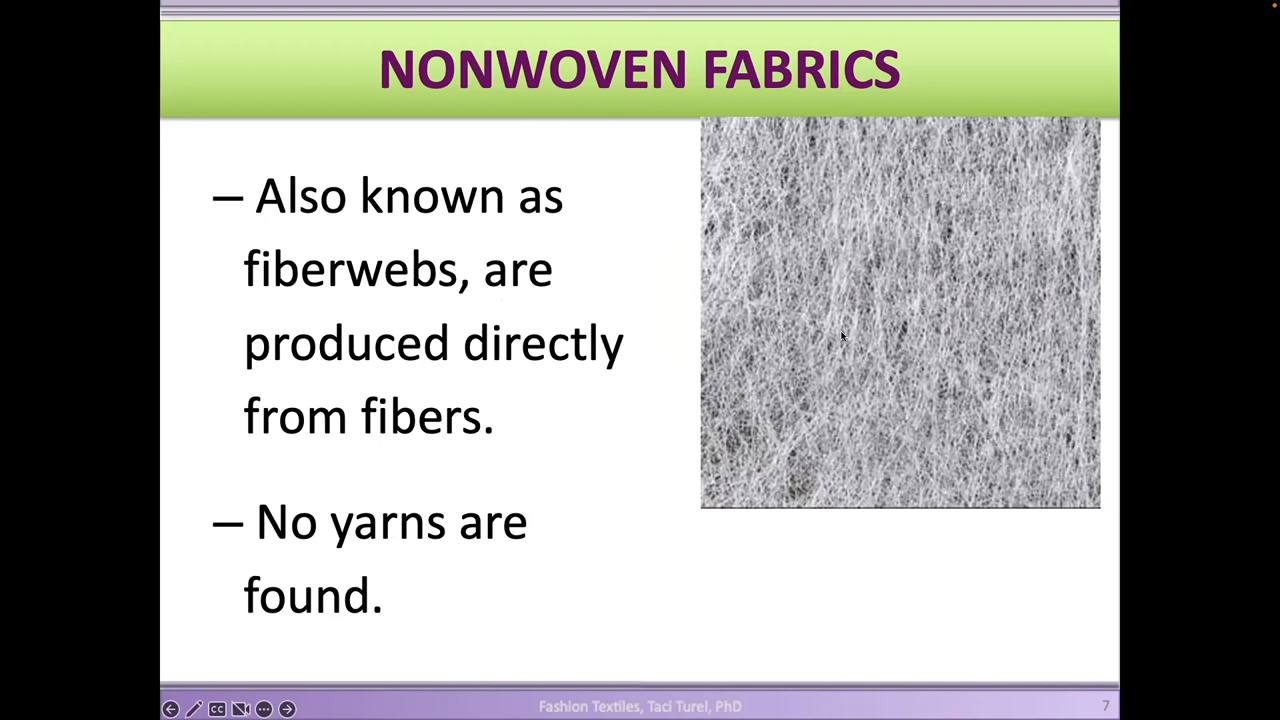 NONWOVEN FABRICS
– Also known as
fiberwebs, are
produced directly
from fibers.
– No yarns are
found.
CC
Fashion Textiles, Taci Turel, PhD
7